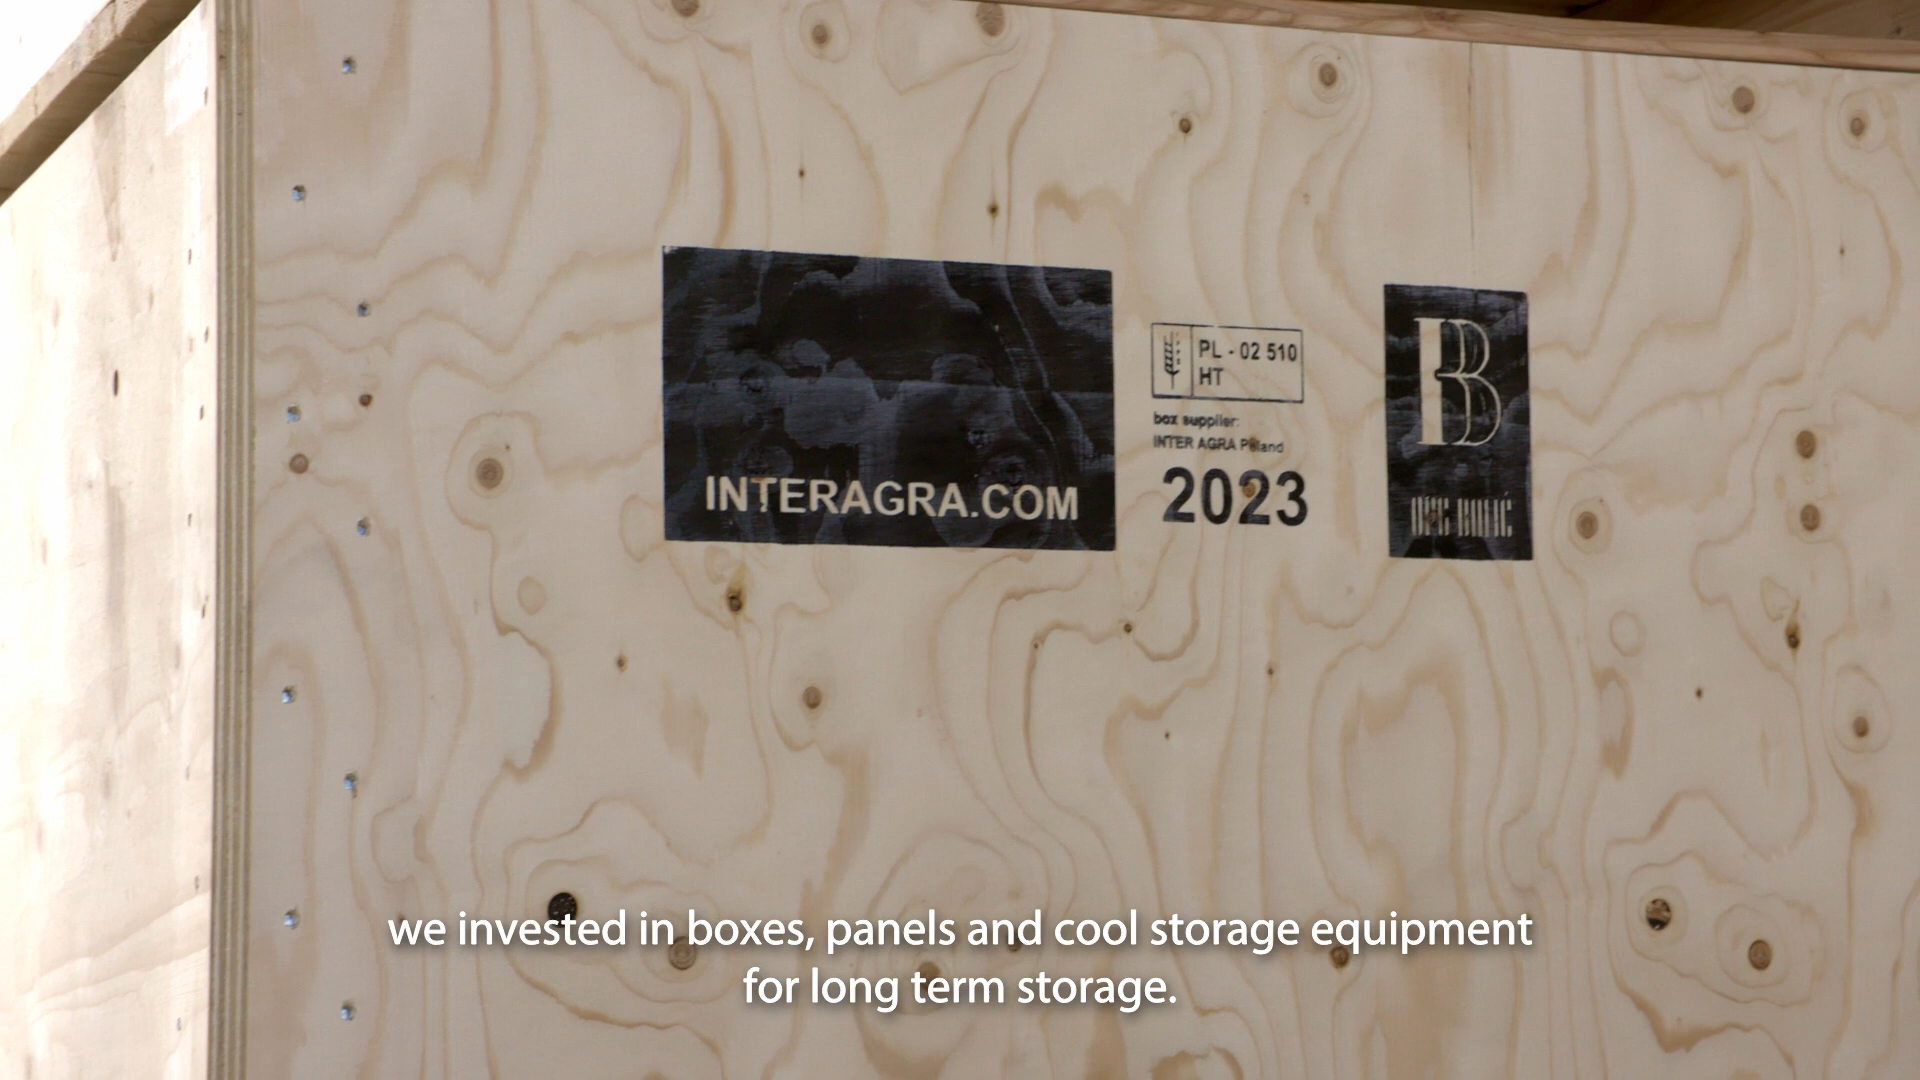 INTERAGRA.COM
PL - 02 510
HT
box supplier:
INTER AGRA Poland
2023
B
we invested in boxes, panels and cool storage equipment
for long term storage.